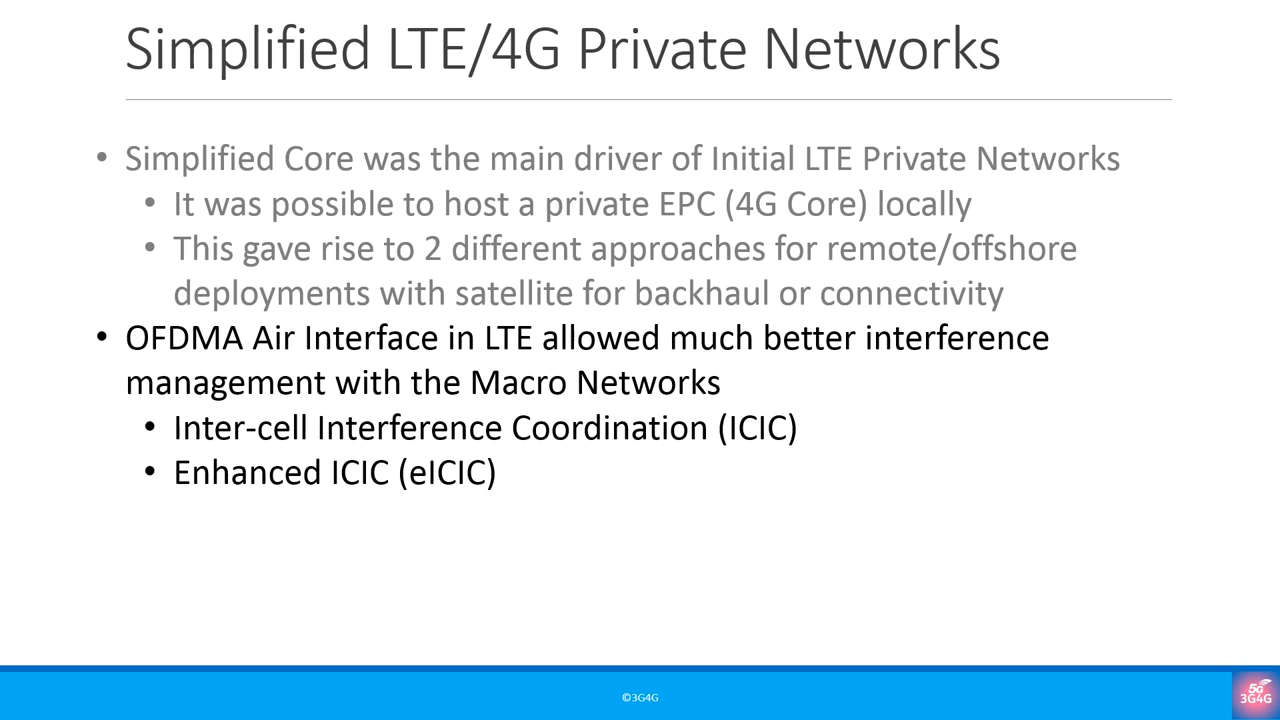 Simplified LTE/4G Private Networks
• Simplified Core was the main driver of Initial LTE Private Networks
• It was possible to host a private EPC (4G Core) locally
• This gave rise to 2 different approaches for remote/offshore
deployments with satellite for backhaul or connectivity
• OFDMA Air Interface in LTE allowed much better interference
management with the Macro Networks
• Inter-cell Interference Coordination (ICIC)
• Enhanced ICIC (eICIC)
©3G4G
5G
3G4G